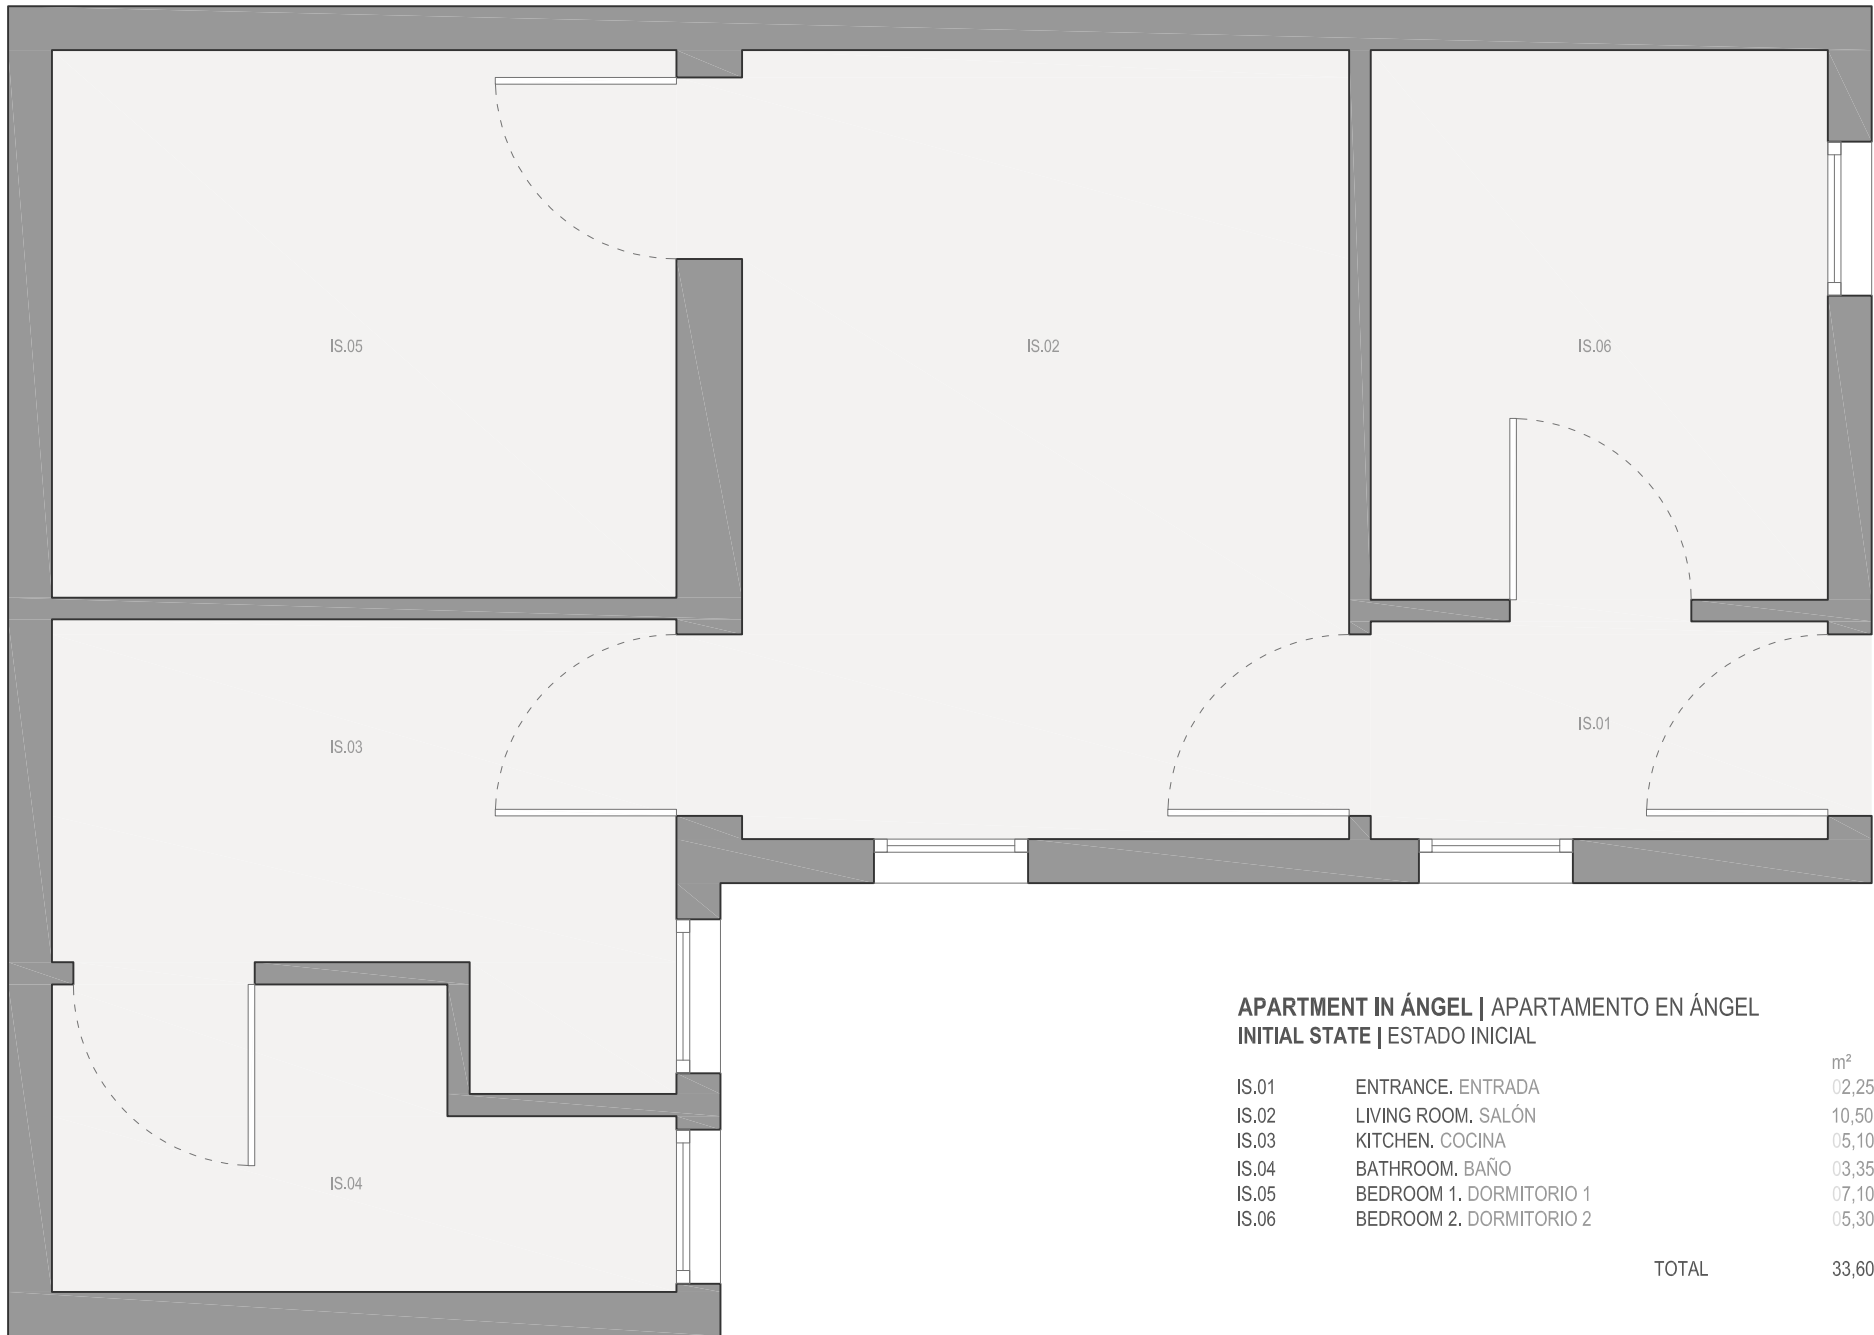 IS.05
IS.02
IS.06
IS.01
IS.03
IS.04
APARTMENT IN ÁNGEL | APARTAMENTO EN ÁNGEL
INITIAL STATE | ESTADO INICIAL
m²
IS.01 ENTRANCE. ENTRADA 02,25
IS.02 LIVING ROOM. SALÓN 10,50
IS.03 KITCHEN. COCINA 05,10
IS.04 BATHROOM. BAÑO 03,35
IS.05 BEDROOM 1. DORMITORIO 1 07,10
IS.06 BEDROOM 2. DORMITORIO 2 05,30
TOTAL 33,60